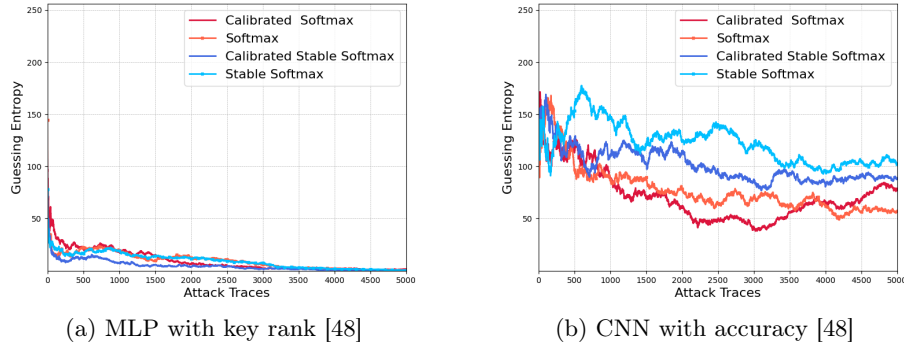 250
200
150
100
50
Guessing Entropy
Calibrated Softmax
Softmax
Calibrated Stable Softmax
Stable Softmax
0 500 1000 1500 2000 2500 3000 3500 4000 4500 5000
Attack Traces
(a) MLP with key rank [48]
250
200
150
100
50
Guessing Entropy
Calibrated Softmax
Softmax
Calibrated Stable Softmax
Stable Softmax
0 500 1000 1500 2000 2500 3000 3500 4000 4500 5000
Attack Traces
(b) CNN with accuracy [48]